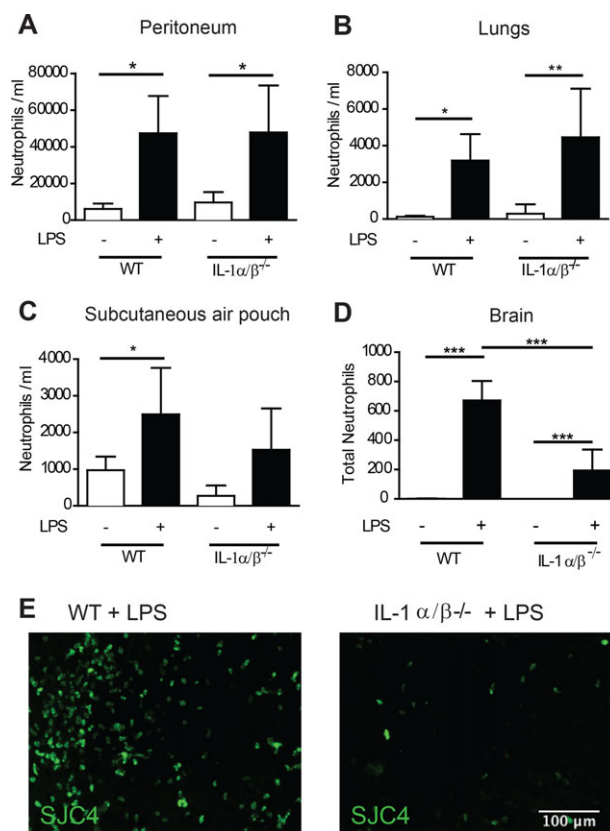 A Peritoneum
Neutrophils /ml
80000
60000
40000
20000
0
* *
LPS - + - +
WT IL-1α/β-/-
B Lungs
Neutrophils /ml
8000
6000
4000
2000
0
* **
LPS - + - +
WT IL-1α/β-/-
C Subcutaneous air pouch
Neutrophils /ml
4000
3000
2000
1000
0
*
LPS - + - +
WT IL-1α/β-/-
D Brain
Total Neutrophils
1000
800
600
400
200
0
*** *** ***
LPS - + - +
WT IL-1 α/β-/-
E WT + LPS IL-1 α/β-/- + LPS
SJC4 SJC4 100 µm